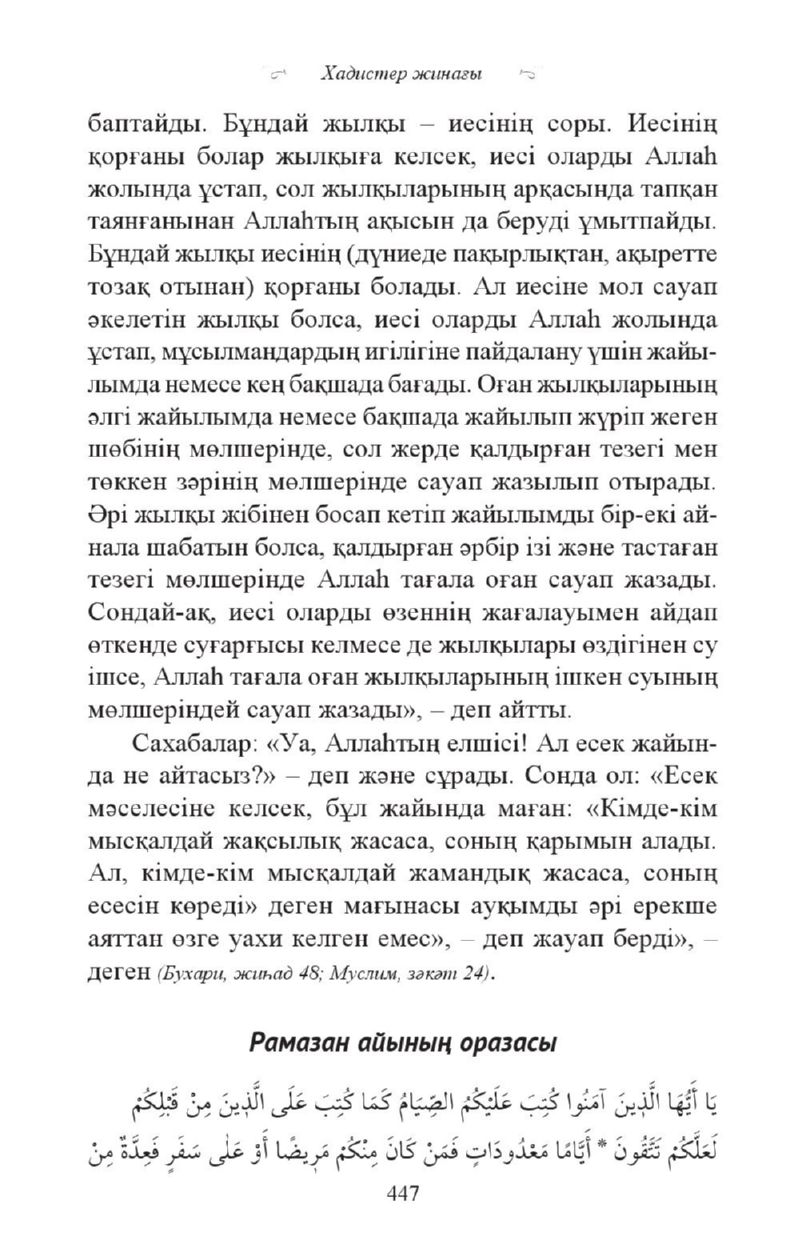 Хадистер жинағы
баптайды. Бұндай жылқы – иесінің соры. Иесінің
қорғаны болар жылқыға келсек, иесі оларды Аллаһ
жолында ұстап, сол жылқыларының арқасында тапқан
таянғанынан Аллаһтың ақысын да беруді ұмытпайды.
Бұндай жылқы иесінің (дүниеде пақырлықтан, ақыретте
тозақ отынан) қорғаны болады. Ал иесіне мол сауап
әкелетін жылқы болса, иесі оларды Аллаһ жолында
ұстап, мұсылмандардың игілігіне пайдалану үшін жайы-
лымда немесе кең бақшада бағады. Оған жылқыларының
әлгі жайылымда немесе бақшада жайылып жүріп жеген
шөбінің мөлшерінде, сол жерде қалдырған тезегі мен
төккен зәрінің мөлшерінде сауап жазылып отырады.
Әрі жылқы жібінен босап кетіп жайылымды бір-екі ай-
нала шабатын болса, қалдырған әрбір ізі және тастаған
тезегі мөлшерінде Аллаһ тағала оған сауап жазады.
Сондай-ақ, иесі оларды өзеннің жағалауымен айдап
өткенде суғарғысы келмесе де жылқылары өздігінен су
ішсе, Аллаһ тағала оған жылқыларының ішкен суының
мөлшеріндей сауап жазады», – деп айтты.
Сахабалар: «Уа, Аллаһтың елшісі! Ал есек жайын-
да не айтасыз?» – деп және сұрады. Сонда ол: «Есек
мәселесіне келсек, бұл жайында маған: «Кімде-кім
мысқалдай жақсылық жасаса, соның қарымын алады.
Ал, кімде-кім мысқалдай жамандық жасаса, соның
есесін көреді» деген мағынасы ауқымды әрі ерекше
аяттан өзге уахи келген емес», – деп жауап берді», –
деген (Бухари, жиһад 48; Муслим, зәкәт 24).
Рамазан айының оразасы
يَا أَيُّهَا الَّذِينَ آمَنُوا كُتِبَ عَلَيْكُمُ الصِّيَامُ كَمَا كُتِبَ عَلَى الَّذِينَ مِنْ قَبْلِكُمْ
لَعَلَّكُمْ تَتَّقُونَ * أَيَّامًا مَعْدُودَاتٍ فَمَنْ كَانَ مِنْكُمْ مَرِيضًا أَوْ عَلَى سَفَرٍ فَعِدَّةٌ مِنْ
447